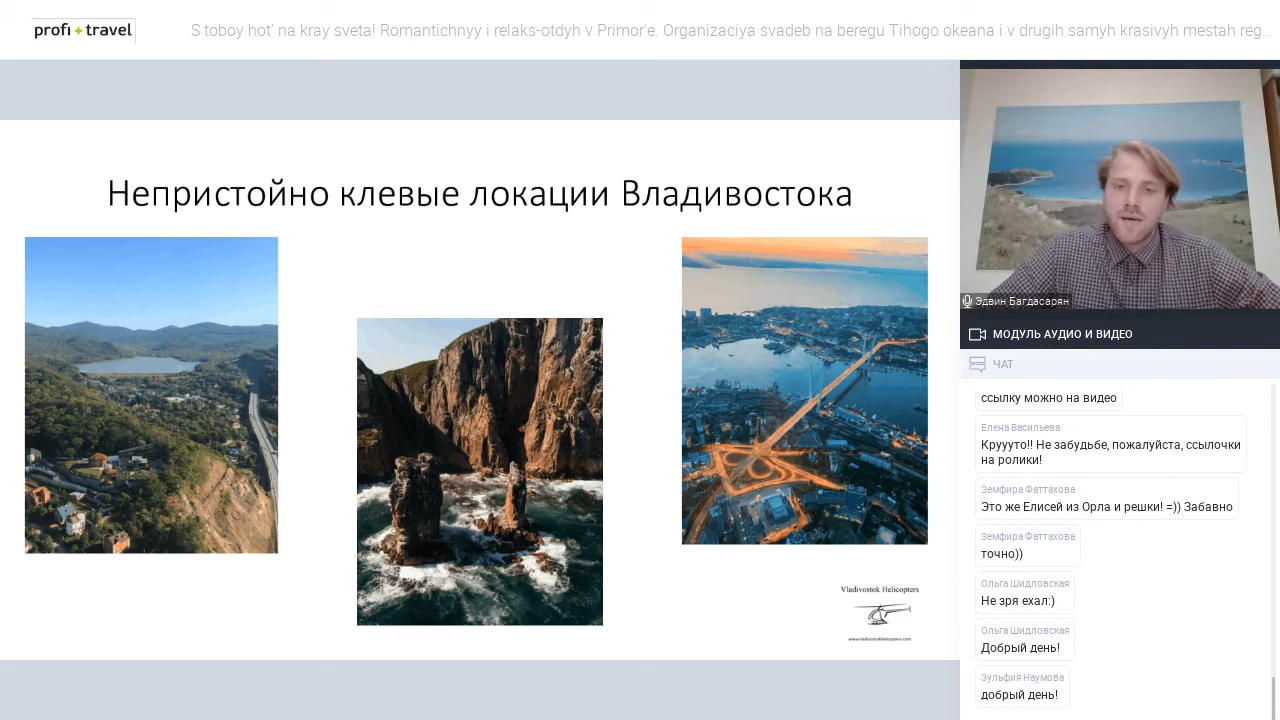 profi + travel
S toboy hot' na kray sveta! Romantichnyy i relaks-otdyh v Primor'e. Organizaciya svadeb na beregu Tihogo okeana i v drugih samyh krasivyh mestah reg...
Непристойно клевые локации Владивостока
Vladivostok Helicopters
www.vladivostokhelicopters.com
Эдвин Багдасарян
МОДУЛЬ АУДИО И ВИДЕО
ЧАТ
ссылку можно на видео
Елена Васильева
Круууто!! Не забудьбе, пожалуйста, ссылочки
на ролики!
Земфира Фаттахова
Это же Елисей из Орла и решки! =)) Забавно
Земфира Фаттахова
точно))
Ольга Шидловская
Не зря ехал:)
Ольга Шидловская
Добрый день!
Зульфия Наумова
добрый день!